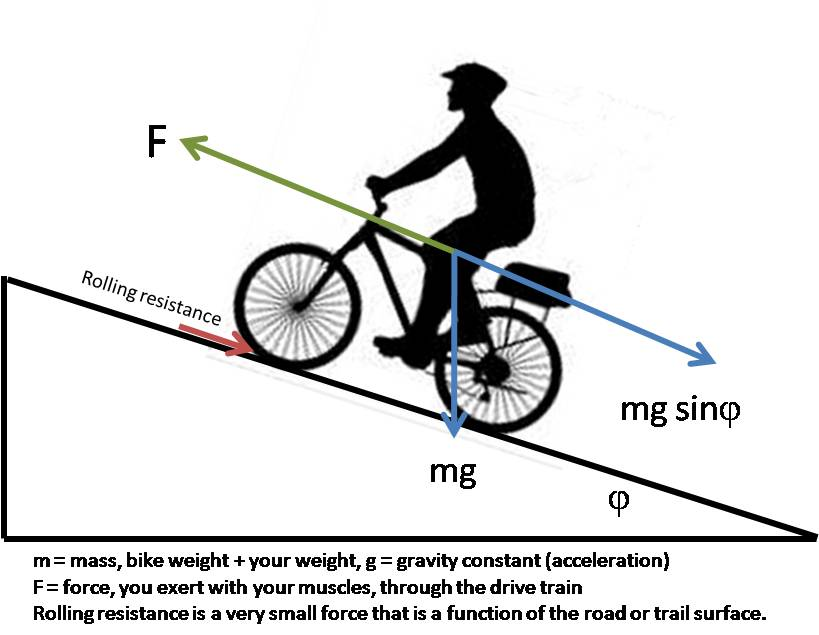 F
Rolling resistance
mg sinφ
mg
φ
m = mass, bike weight + your weight, g = gravity constant (acceleration)
F = force, you exert with your muscles, through the drive train
Rolling resistance is a very small force that is a function of the road or trail surface.